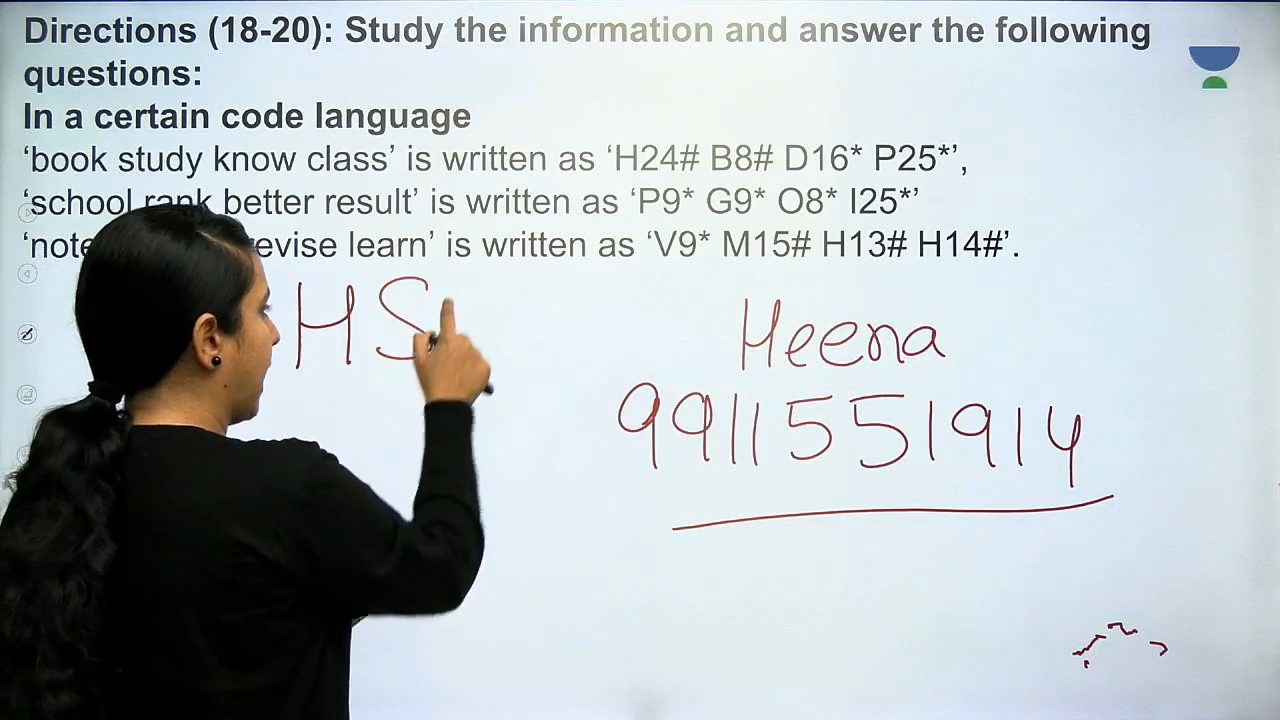 Directions (18-20): Study the information and answer the following
questions:
In a certain code language
‘book study know class’ is written as ‘H24# B8# D16* P25*’,
‘school rank better result’ is written as ‘P9* G9* O8* I25*’
‘note evise learn’ is written as ‘V9* M15# H13# H14#’.
HS
Heena
9911551914